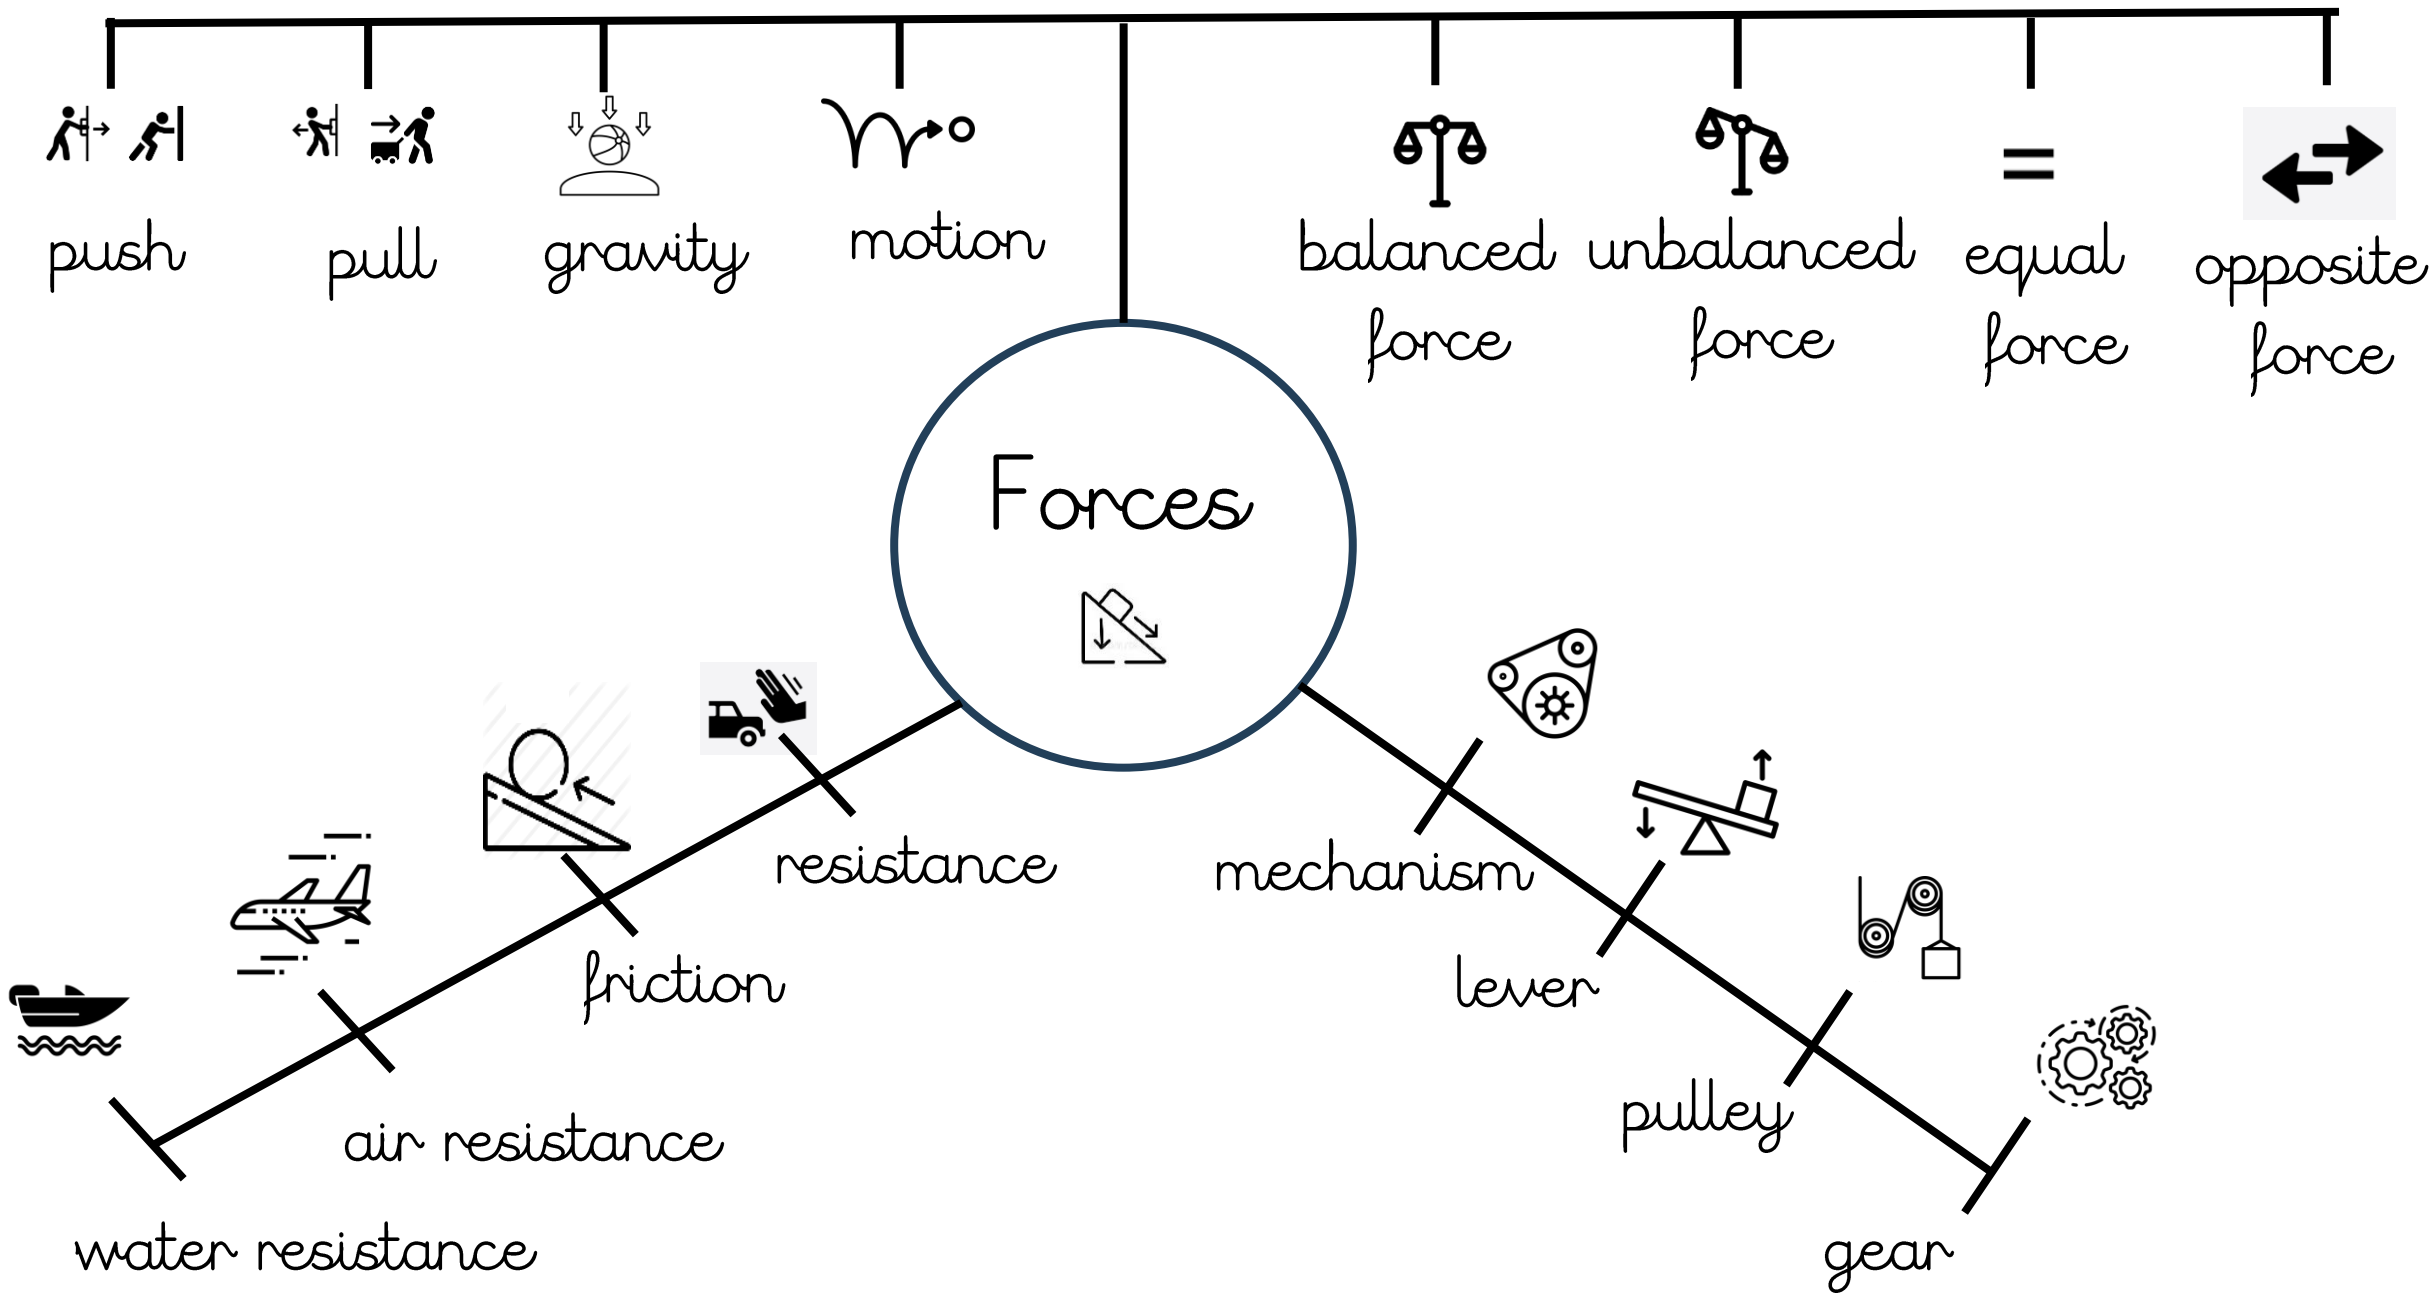 push
pull
gravity
motion
balanced
force
unbalanced
force
equal
force
opposite
force
Forces
resistance
friction
air resistance
water resistance
mechanism
lever
pulley
gear